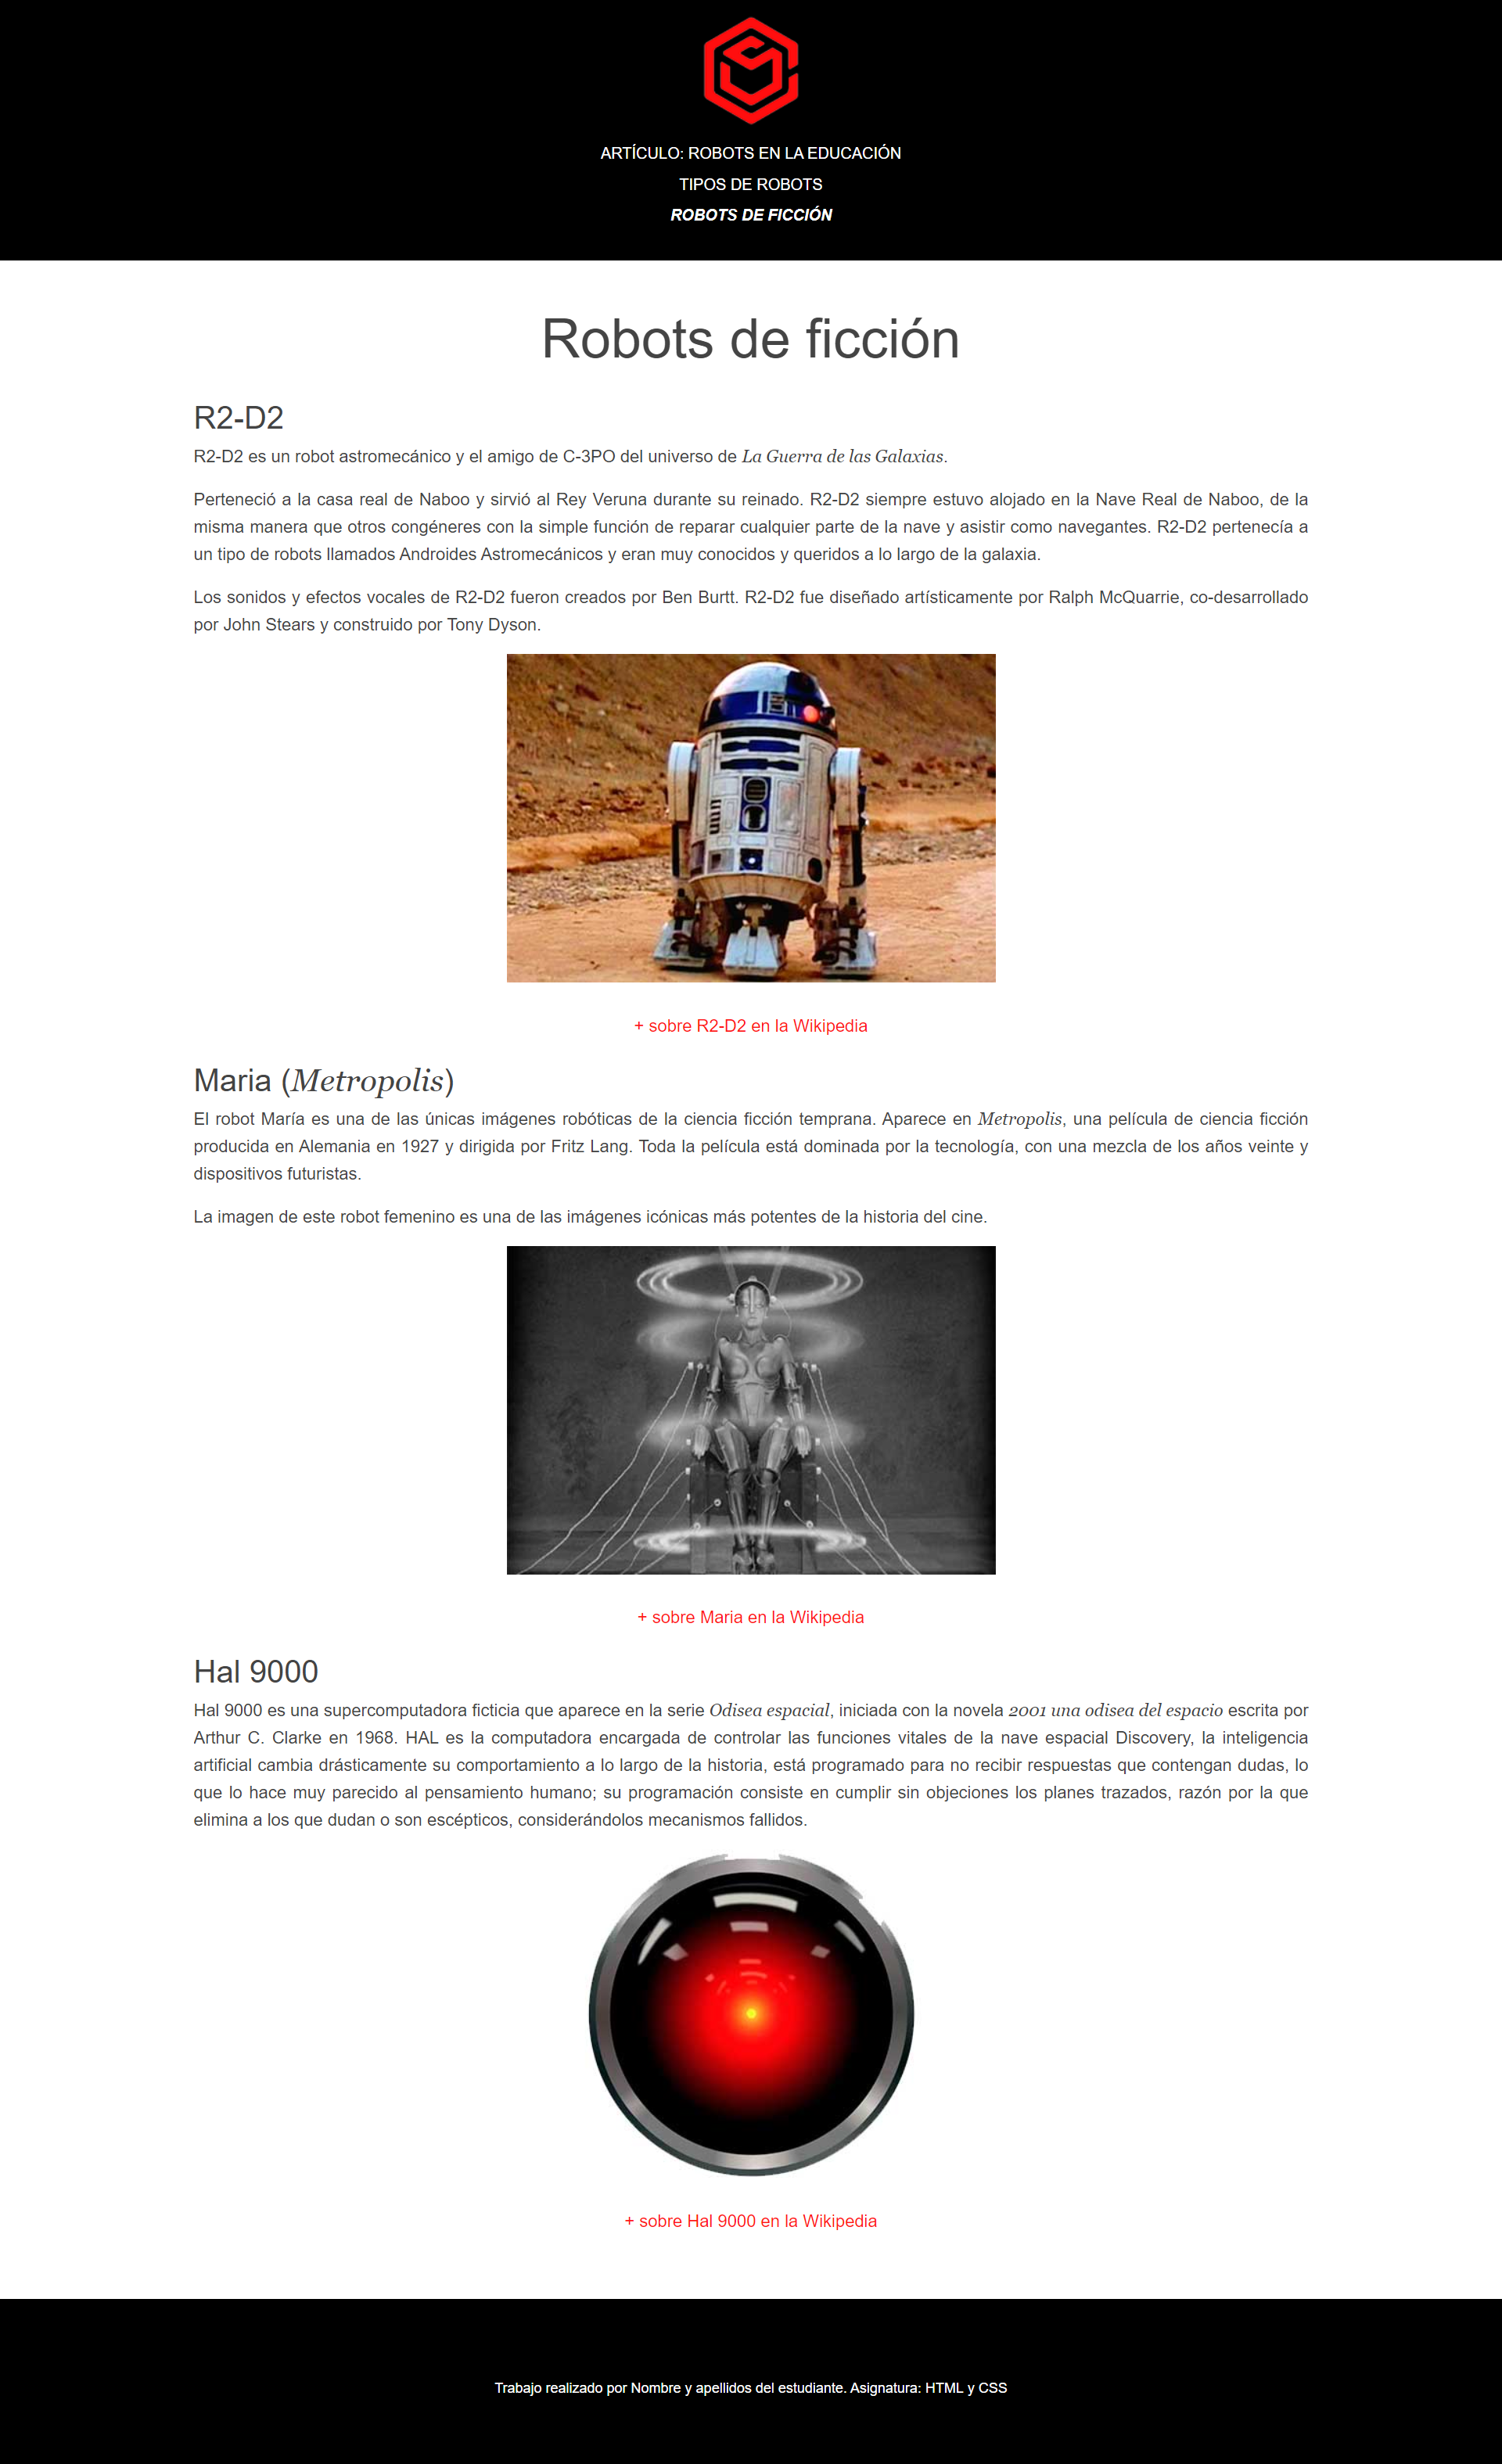 ARTÍCULO: ROBOTS EN LA EDUCACIÓN
TIPOS DE ROBOTS
ROBOTS DE FICCIÓN
Robots de ficción
R2-D2
R2-D2 es un robot astromecánico y el amigo de C-3PO del universo de La Guerra de las Galaxias.
Perteneció a la casa real de Naboo y sirvió al Rey Veruna durante su reinado. R2-D2 siempre estuvo alojado en la Nave Real de Naboo, de la
misma manera que otros congéneres con la simple función de reparar cualquier parte de la nave y asistir como navegantes. R2-D2 pertenecía a
un tipo de robots llamados Androides Astromecánicos y eran muy conocidos y queridos a lo largo de la galaxia.
Los sonidos y efectos vocales de R2-D2 fueron creados por Ben Burtt. R2-D2 fue diseñado artísticamente por Ralph McQuarrie, co-desarrollado
por John Stears y construido por Tony Dyson.
+ sobre R2-D2 en la Wikipedia
Maria (Metropolis)
El robot María es una de las únicas imágenes robóticas de la ciencia ficción temprana. Aparece en Metropolis, una película de ciencia ficción
producida en Alemania en 1927 y dirigida por Fritz Lang. Toda la película está dominada por la tecnología, con una mezcla de los años veinte y
dispositivos futuristas.
La imagen de este robot femenino es una de las imágenes icónicas más potentes de la historia del cine.
+ sobre Maria en la Wikipedia
Hal 9000
Hal 9000 es una supercomputadora ficticia que aparece en la serie Odisea espacial, iniciada con la novela 2001 una odisea del espacio escrita por
Arthur C. Clarke en 1968. HAL es la computadora encargada de controlar las funciones vitales de la nave espacial Discovery, la inteligencia
artificial cambia drásticamente su comportamiento a lo largo de la historia, está programado para no recibir respuestas que contengan dudas, lo
que lo hace muy parecido al pensamiento humano; su programación consiste en cumplir sin objeciones los planes trazados, razón por la que
elimina a los que dudan o son escépticos, considerándolos mecanismos fallidos.
+ sobre Hal 9000 en la Wikipedia
Trabajo realizado por Nombre y apellidos del estudiante. Asignatura: HTML y CSS